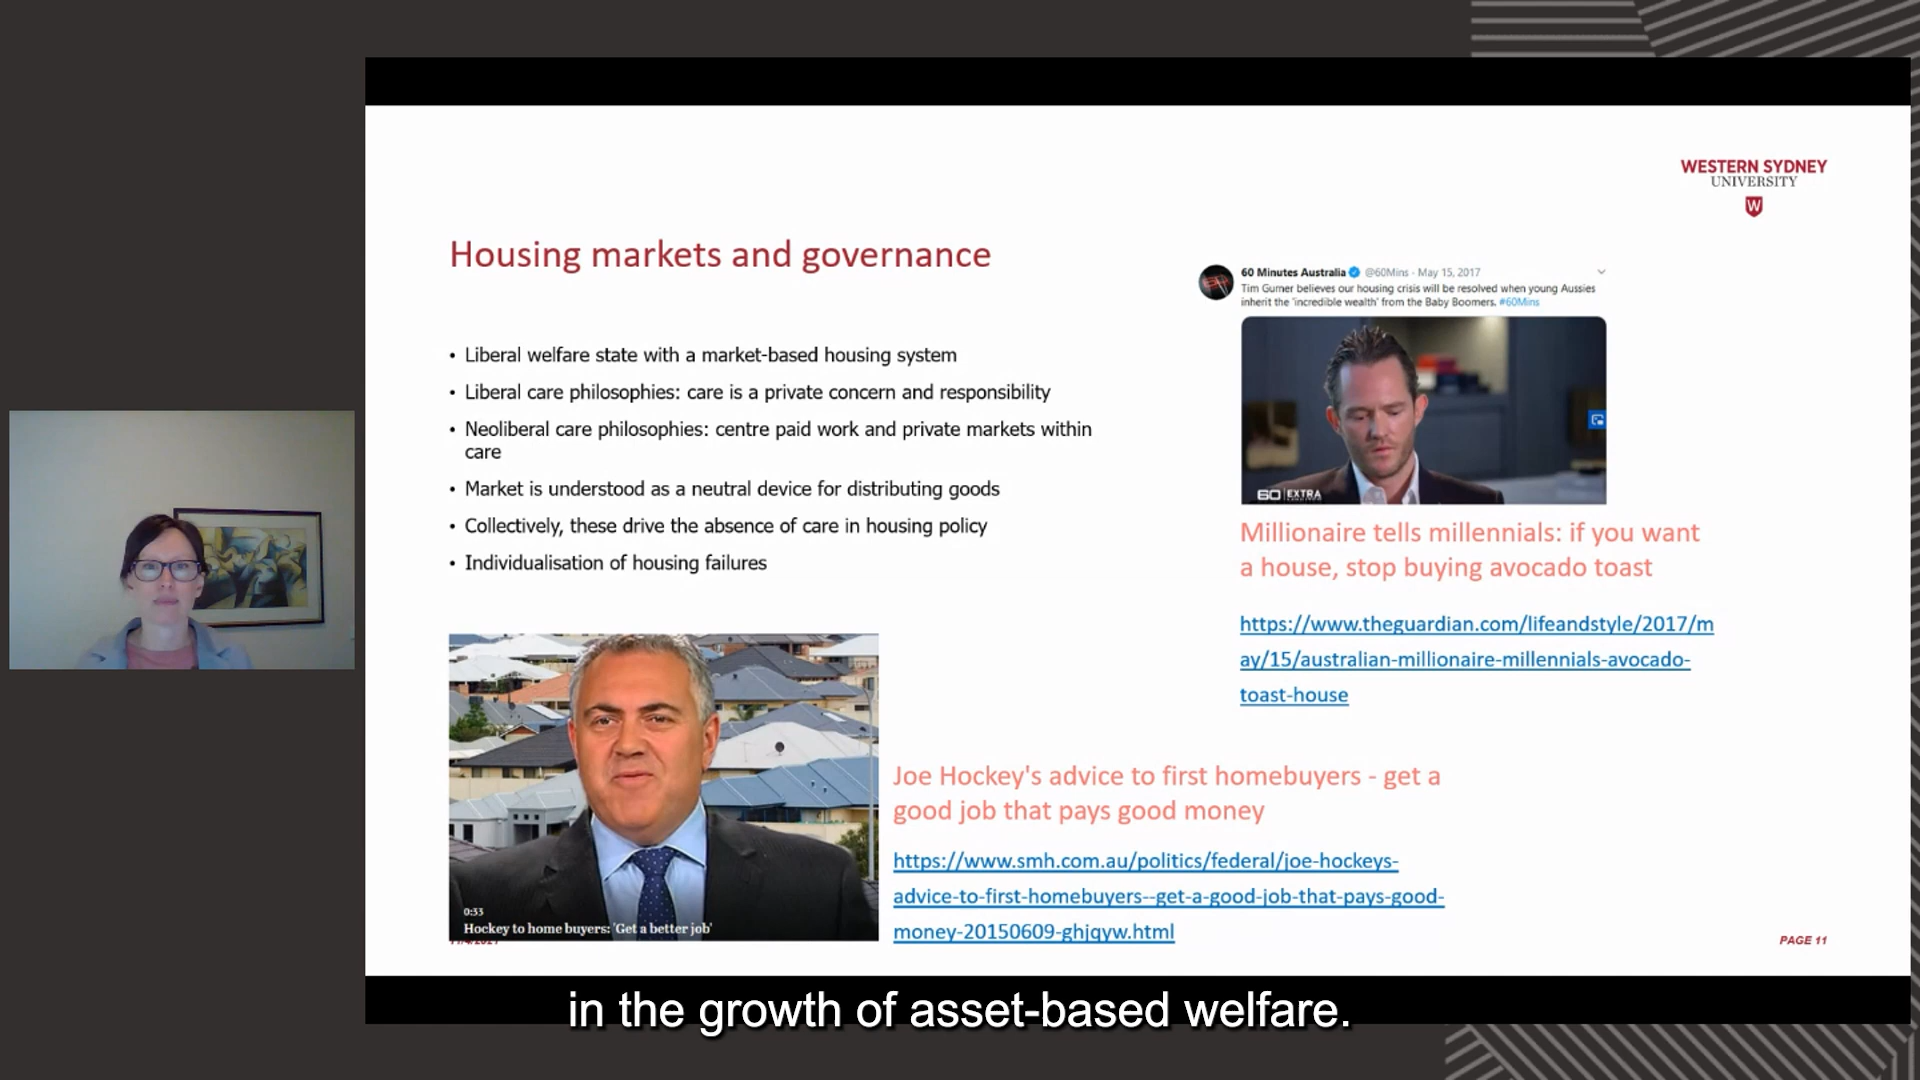 WESTERN SYDNEY
UNIVERSITY
W
Housing markets and governance
60 Minutes Australia @60Mins · May 15, 2017
Tim Gurner believes our housing crisis will be resolved when young Aussies
inherit the 'incredible wealth' from the Baby Boomers. #60Mins
• Liberal welfare state with a market-based housing system
• Liberal care philosophies: care is a private concern and responsibility
• Neoliberal care philosophies: centre paid work and private markets within
care
• Market is understood as a neutral device for distributing goods
• Collectively, these drive the absence of care in housing policy
• Individualisation of housing failures
60 EXTRA
Millionaire tells millennials: if you want
a house, stop buying avocado toast
https://www.theguardian.com/lifeandstyle/2017/m
ay/15/australian-millionaire-millennials-avocado-
toast-house
0:33
Hockey to home buyers: 'Get a better job'
Joe Hockey's advice to first homebuyers - get a
good job that pays good money
https://www.smh.com.au/politics/federal/joe-hockeys-
advice-to-first-homebuyers--get-a-good-job-that-pays-good-
money-20150609-ghjqyw.html
PAGE 11
in the growth of asset-based welfare.